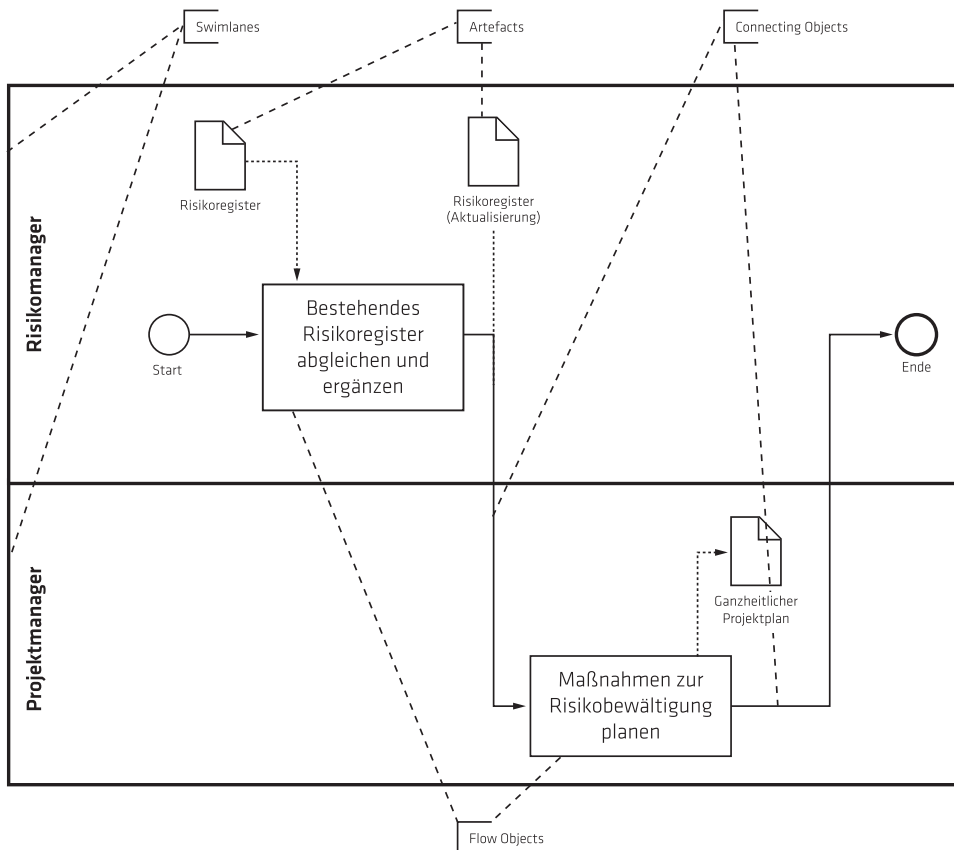 Swimlanes
Artefacts
Connecting Objects
Risikomanager
Risikoregister
Risikoregister
(Aktualisierung)
Start
Bestehendes
Risikoregister
abgleichen und
ergänzen
Ende
Projektmanager
Ganzheitlicher
Projektplan
Maßnahmen zur
Risikobewältigung
planen
Flow Objects